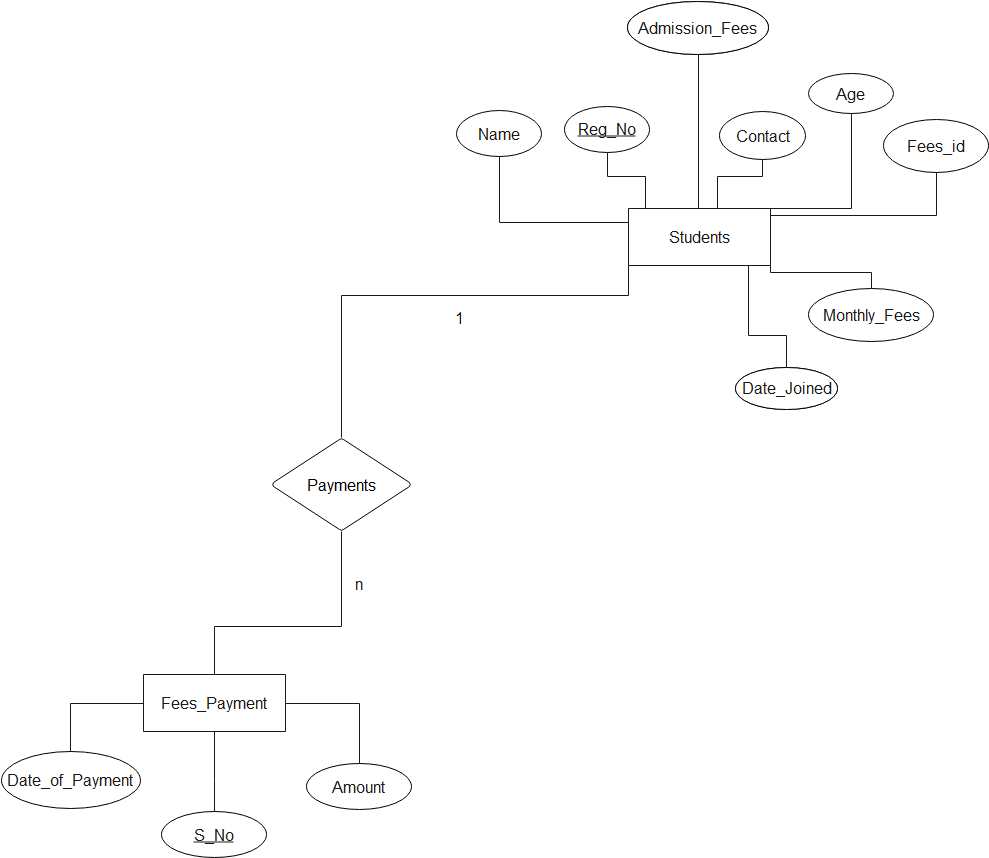 Admission_Fees
Age
Name
Reg_No
Contact
Fees_id
Students
Monthly_Fees
1
Date_Joined
Payments
n
Fees_Payment
Date_of_Payment
Amount
S_No